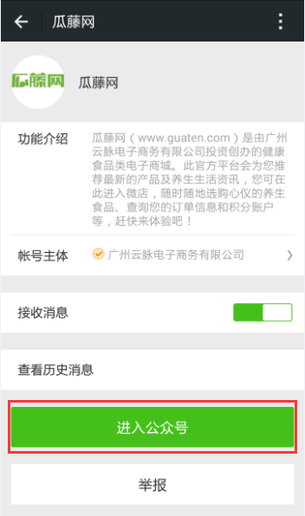 瓜藤网
瓜藤网
瓜藤网
功能介绍
瓜藤网（www.guaten.com）是由广州
云脉电子商务有限公司投资创办的健康
食品类电子商城。此官方平台会为您推
荐最新的产品及养生生活资讯，您可在
此进入微店，随时随地选购心仪的养生
食品、查询您的订单信息和积分账户
等，赶快来体验吧！
帐号主体
广州云脉电子商务有限公司
接收消息
查看历史消息
进入公众号
举报